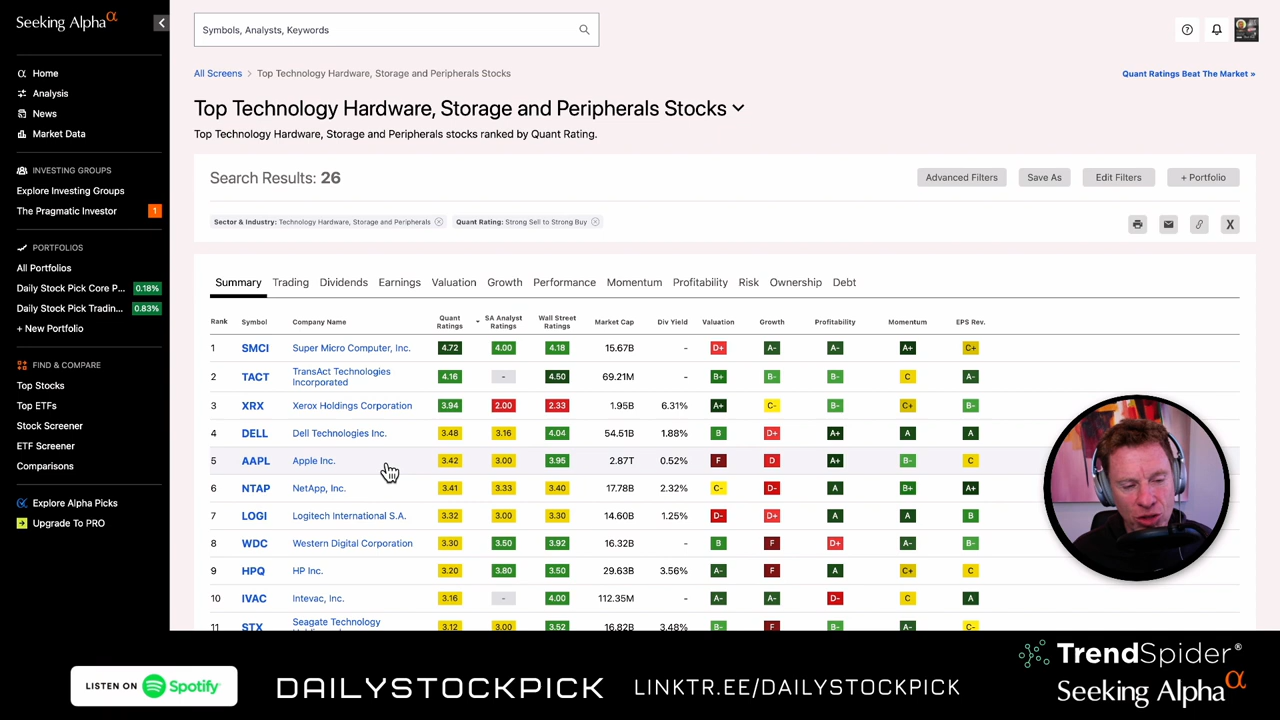 Seeking Alpha α
Symbols, Analysts, Keywords
Home
Analysis
News
Market Data
INVESTING GROUPS
Explore Investing Groups
The Pragmatic Investor 1
PORTFOLIOS
All Portfolios
Daily Stock Pick Core P... 0.18%
Daily Stock Pick Tradin... 0.83%
+ New Portfolio
FIND & COMPARE
Top Stocks
Top ETFs
Stock Screener
ETF Screener
Comparisons
Explore Alpha Picks
Upgrade To PRO
All Screens > Top Technology Hardware, Storage and Peripherals Stocks
Quant Ratings Beat The Market »
Top Technology Hardware, Storage and Peripherals Stocks
Top Technology Hardware, Storage and Peripherals stocks ranked by Quant Rating.
Search Results: 26
Advanced Filters Save As Edit Filters + Portfolio
Sector & Industry: Technology Hardware, Storage and Peripherals Quant Rating: Strong Sell to Strong Buy
X
Summary Trading Dividends Earnings Valuation Growth Performance Momentum Profitability Risk Ownership Debt
Rank Symbol Company Name Quant Ratings SA Analyst Ratings Wall Street Ratings Market Cap Div Yield Valuation Growth Profitability Momentum EPS Rev.
1 SMCI Super Micro Computer, Inc. 4.72 4.00 4.18 15.67B - D+ A- A- A+ C+
2 TACT TransAct Technologies Incorporated 4.16 - 4.50 69.21M - B+ B- B- C A-
3 XRX Xerox Holdings Corporation 3.94 2.00 2.33 1.95B 6.31% A+ C- B- C+ B-
4 DELL Dell Technologies Inc. 3.48 3.16 4.04 54.51B 1.88% B D+ A+ A A
5 AAPL Apple Inc. 3.42 3.00 3.95 2.87T 0.52% F D A+ B- C
6 NTAP NetApp, Inc. 3.41 3.33 3.40 17.78B 2.32% C- D- A B+ A+
7 LOGI Logitech International S.A. 3.32 3.00 3.30 14.60B 1.25% D- D+ A A B
8 WDC Western Digital Corporation 3.30 3.50 3.92 16.32B - B F D+ A- B-
9 HPQ HP Inc. 3.20 3.80 3.50 29.63B 3.56% A- F A C+ C
10 IVAC Intevac, Inc. 3.16 - 4.00 112.35M - A- A- D- C A
11 STX Seagate Technology 3.12 3.00 3.52 16.82B 3.48% B- F B- A- C-
LISTEN ON Spotify
DAILYSTOCKPICK
LINKTR.EE/DAILYSTOCKPICK
TrendSpider®
Seeking Alpha α